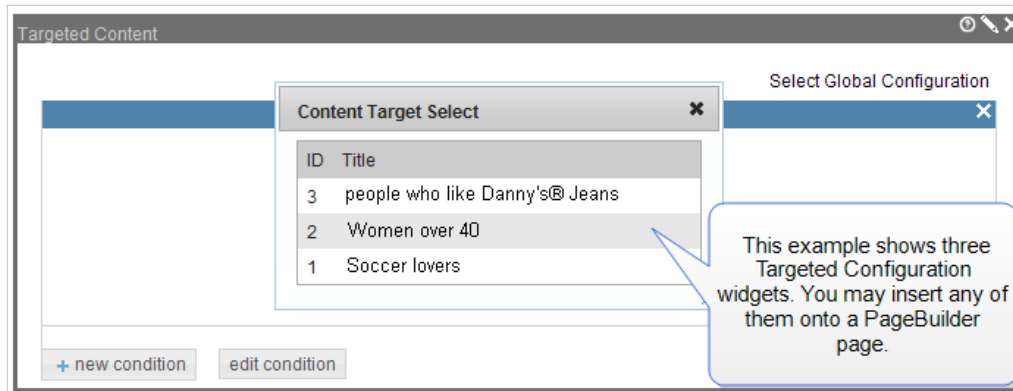 Targeted Content
Select Global Configuration
Content Target Select
ID Title
3 people who like Danny's® Jeans
2 Women over 40
1 Soccer lovers
This example shows three
Targeted Configuration
widgets. You may insert any of
them onto a PageBuilder
page.
+ new condition edit condition